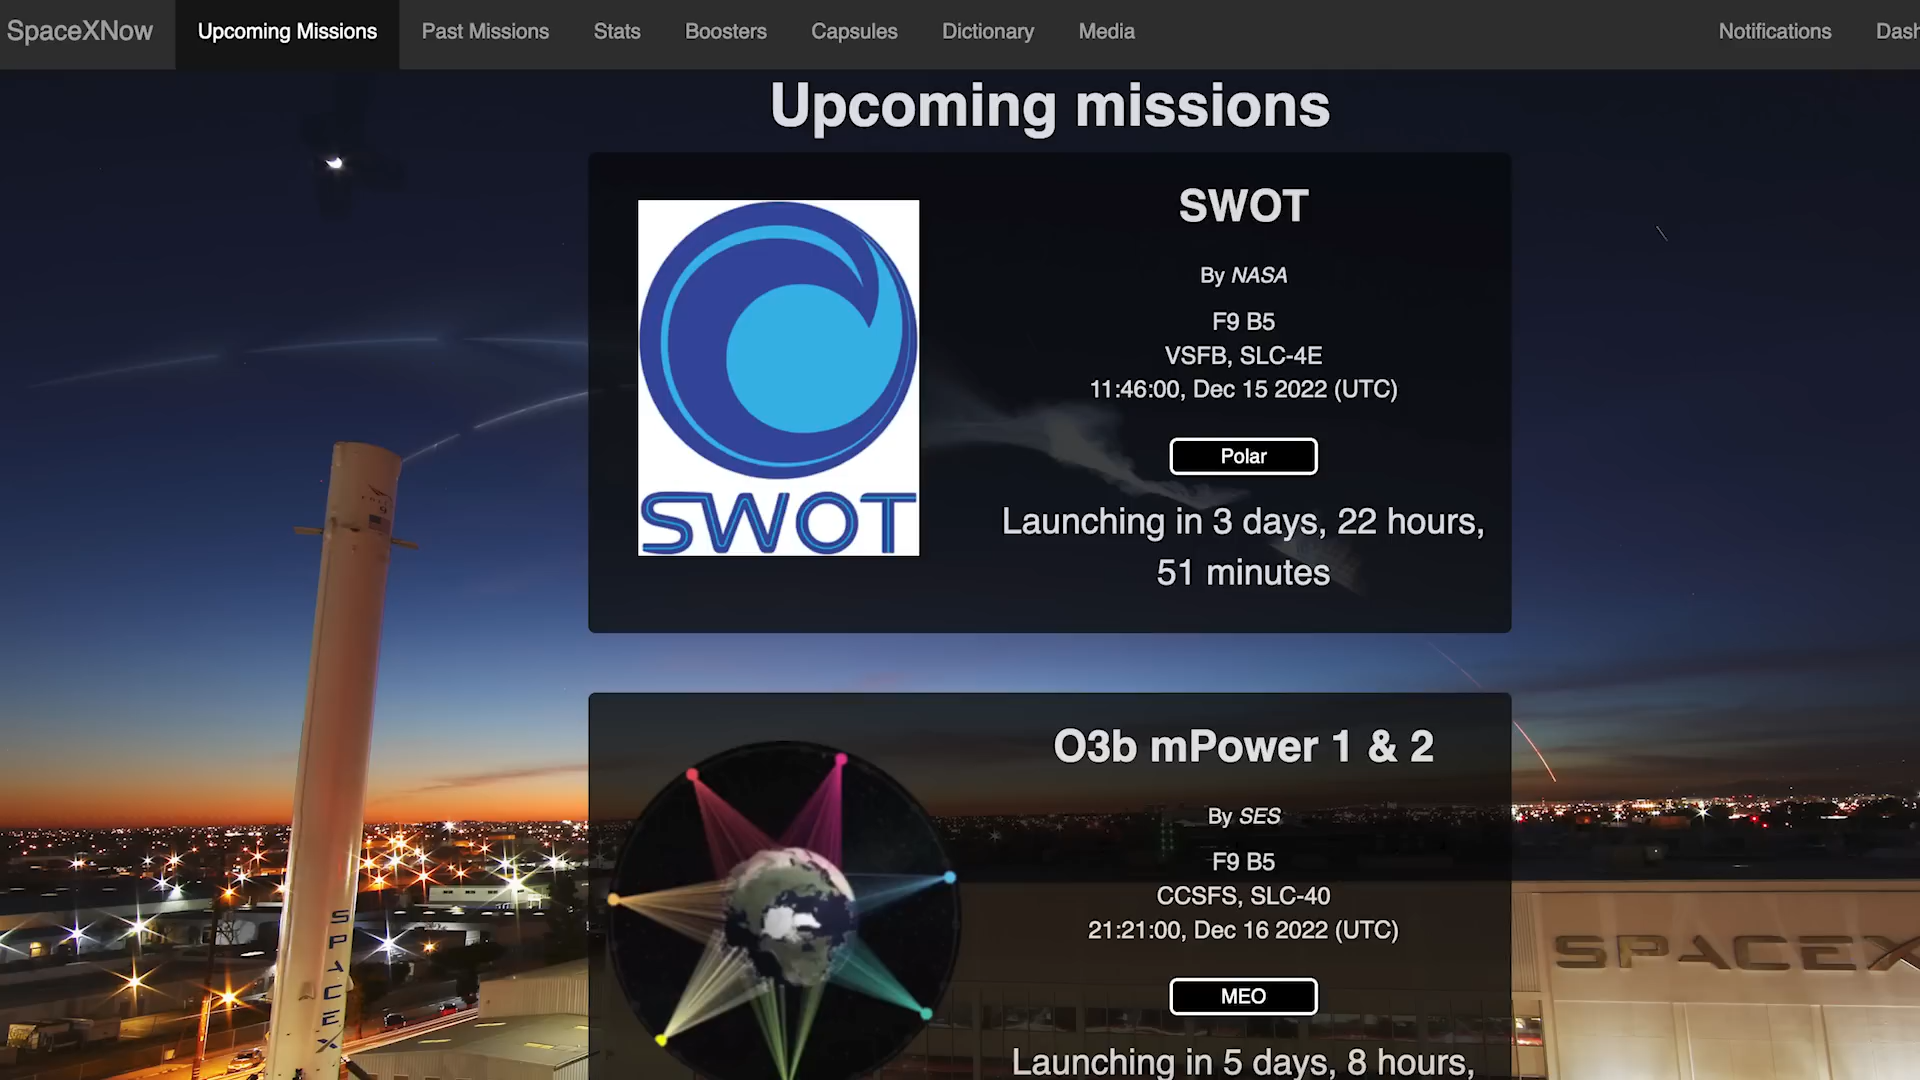 SpaceXNow
Upcoming Missions
Past Missions
Stats
Boosters
Capsules
Dictionary
Media
Notifications
Dash
Upcoming missions
SWOT
SWOT
By NASA
F9 B5
VSFB, SLC-4E
11:46:00, Dec 15 2022 (UTC)
Polar
Launching in 3 days, 22 hours,
51 minutes
O3b mPower 1 & 2
By SES
F9 B5
CCSFS, SLC-40
21:21:00, Dec 16 2022 (UTC)
MEO
Launching in 5 days, 8 hours,
SPACEX
SPACEX